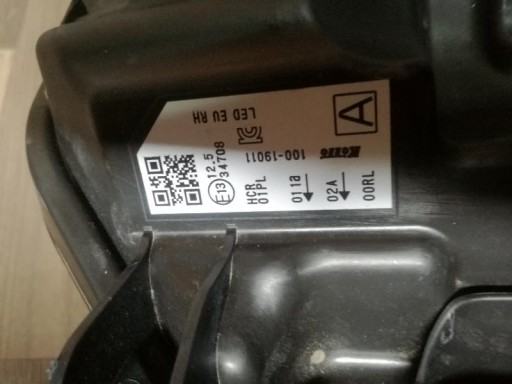 LED EU RH
E13
12.5
34708
HCR
01PL
Koito
100-19011
011a
02A
00RL
A